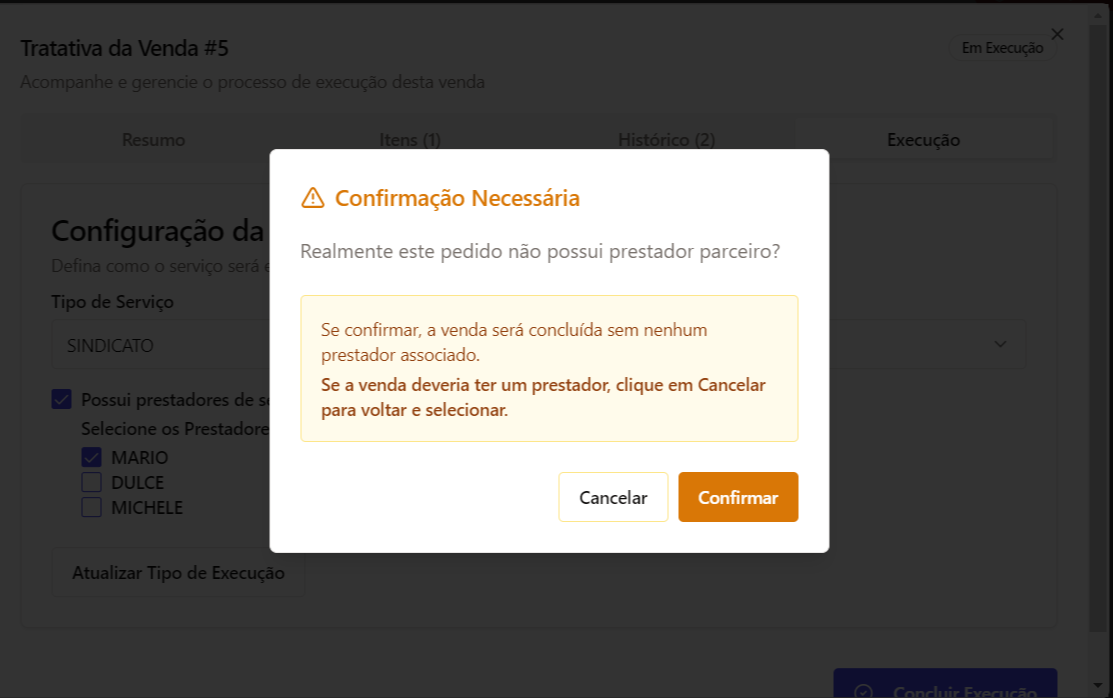 Tratativa da Venda #5
Em Execução
Acompanhe e gerencie o processo de execução desta venda
Resumo
Itens (1)
Histórico (2)
Execução
Confirmação Necessária
Realmente este pedido não possui prestador parceiro?
Se confirmar, a venda será concluída sem nenhum
prestador associado.
Se a venda deveria ter um prestador, clique em Cancelar
para voltar e selecionar.
Cancelar
Confirmar
Configuração da
Defina como o serviço será
Tipo de Serviço
SINDICATO
Possui prestadores de
Selecione os Prestadore
MARIO
DULCE
MICHELE
Atualizar Tipo de Execução
Concluir Execução